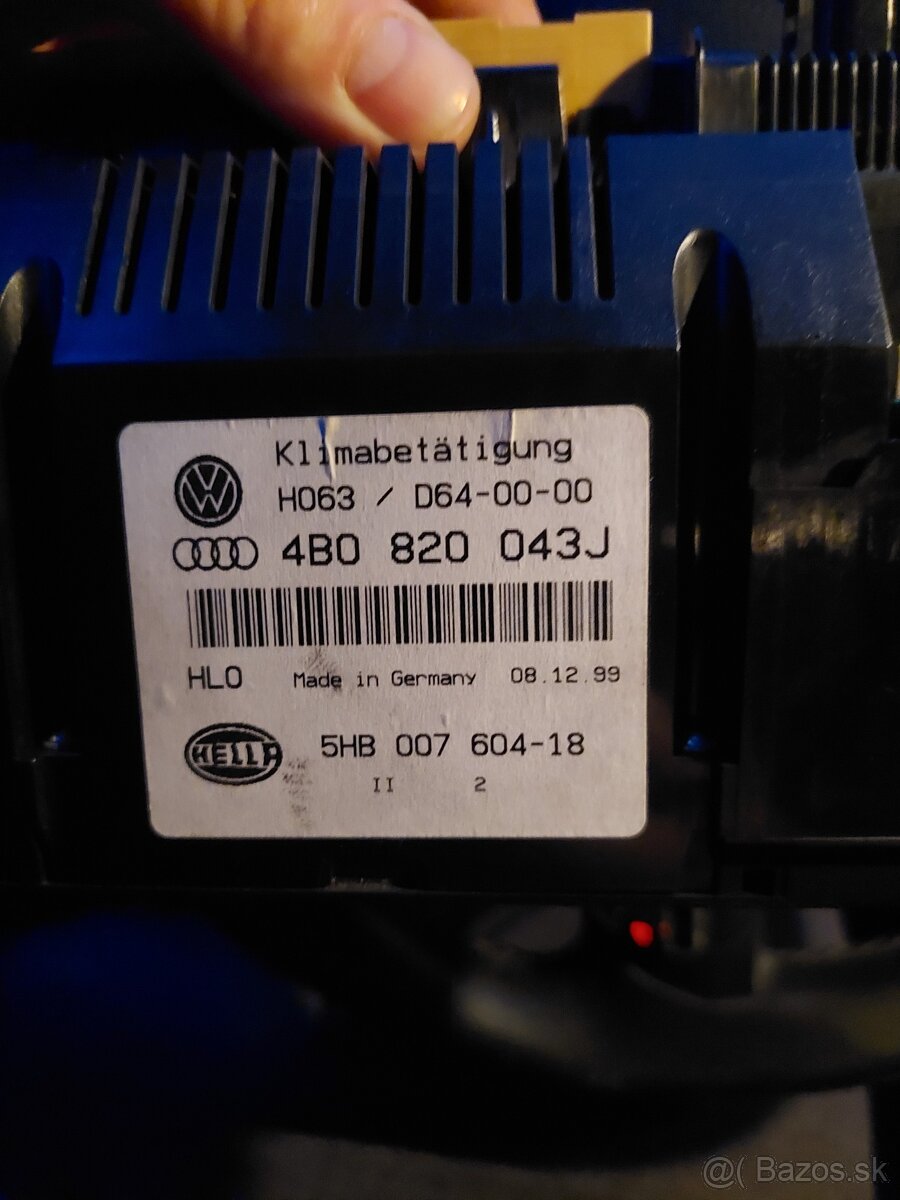 Klimabetätigung
H063 / D64-00-00
4B0 820 043J
HL0 Made in Germany 08.12.99
HELLA 5HB 007 604-18
II 2
@( Bazos.sk